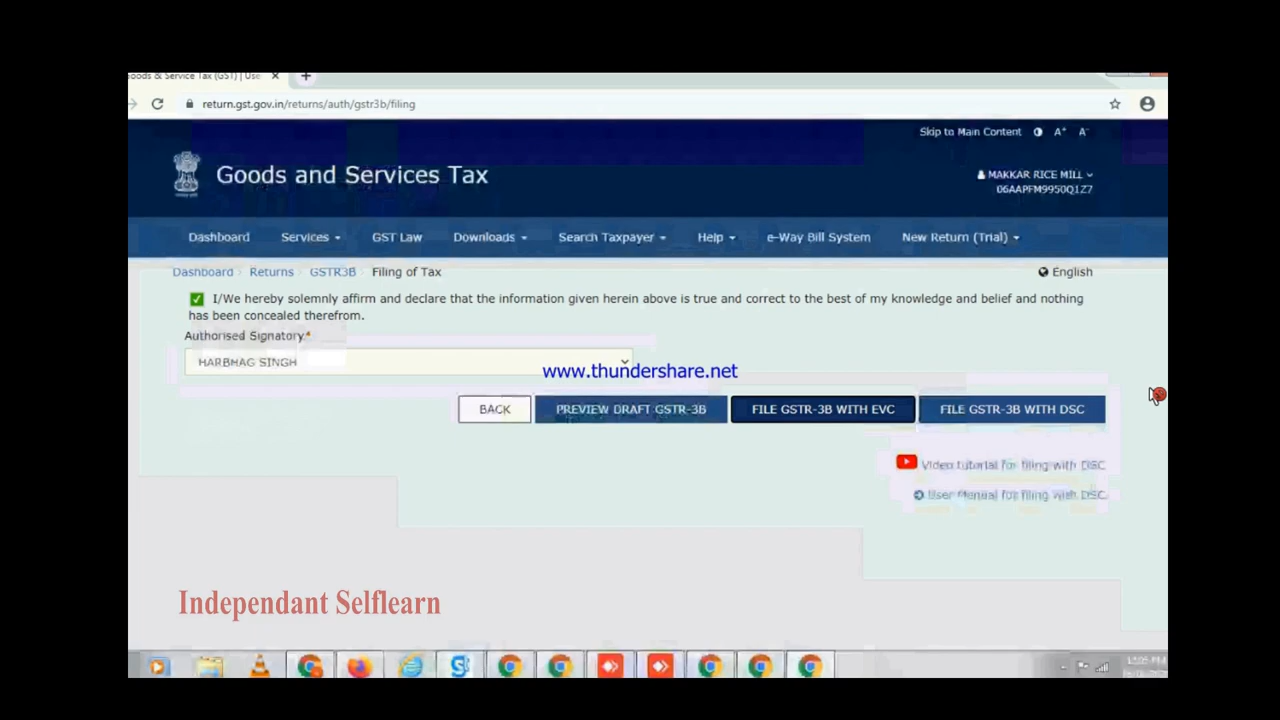 oods & Service Tax (GST) | Use
return.gst.gov.in/returns/auth/gstr3b/filing
Skip to Main Content A+ A-
Goods and Services Tax
MAKKAR RICE MILL
06AAPFM9950Q1Z7
Dashboard Services GST Law Downloads Search Taxpayer Help e-Way Bill System New Return (Trial)
Dashboard Returns GSTR3B Filing of Tax English
I/We hereby solemnly affirm and declare that the information given herein above is true and correct to the best of my knowledge and belief and nothing
has been concealed therefrom.
Authorised Signatory*
HARBHAG SINGH
www.thundershare.net
BACK PREVIEW DRAFT GSTR-3B FILE GSTR-3B WITH EVC FILE GSTR-3B WITH DSC
Video tutorial for filing with DSC
User Manual for filing with DSC
Independant Selflearn